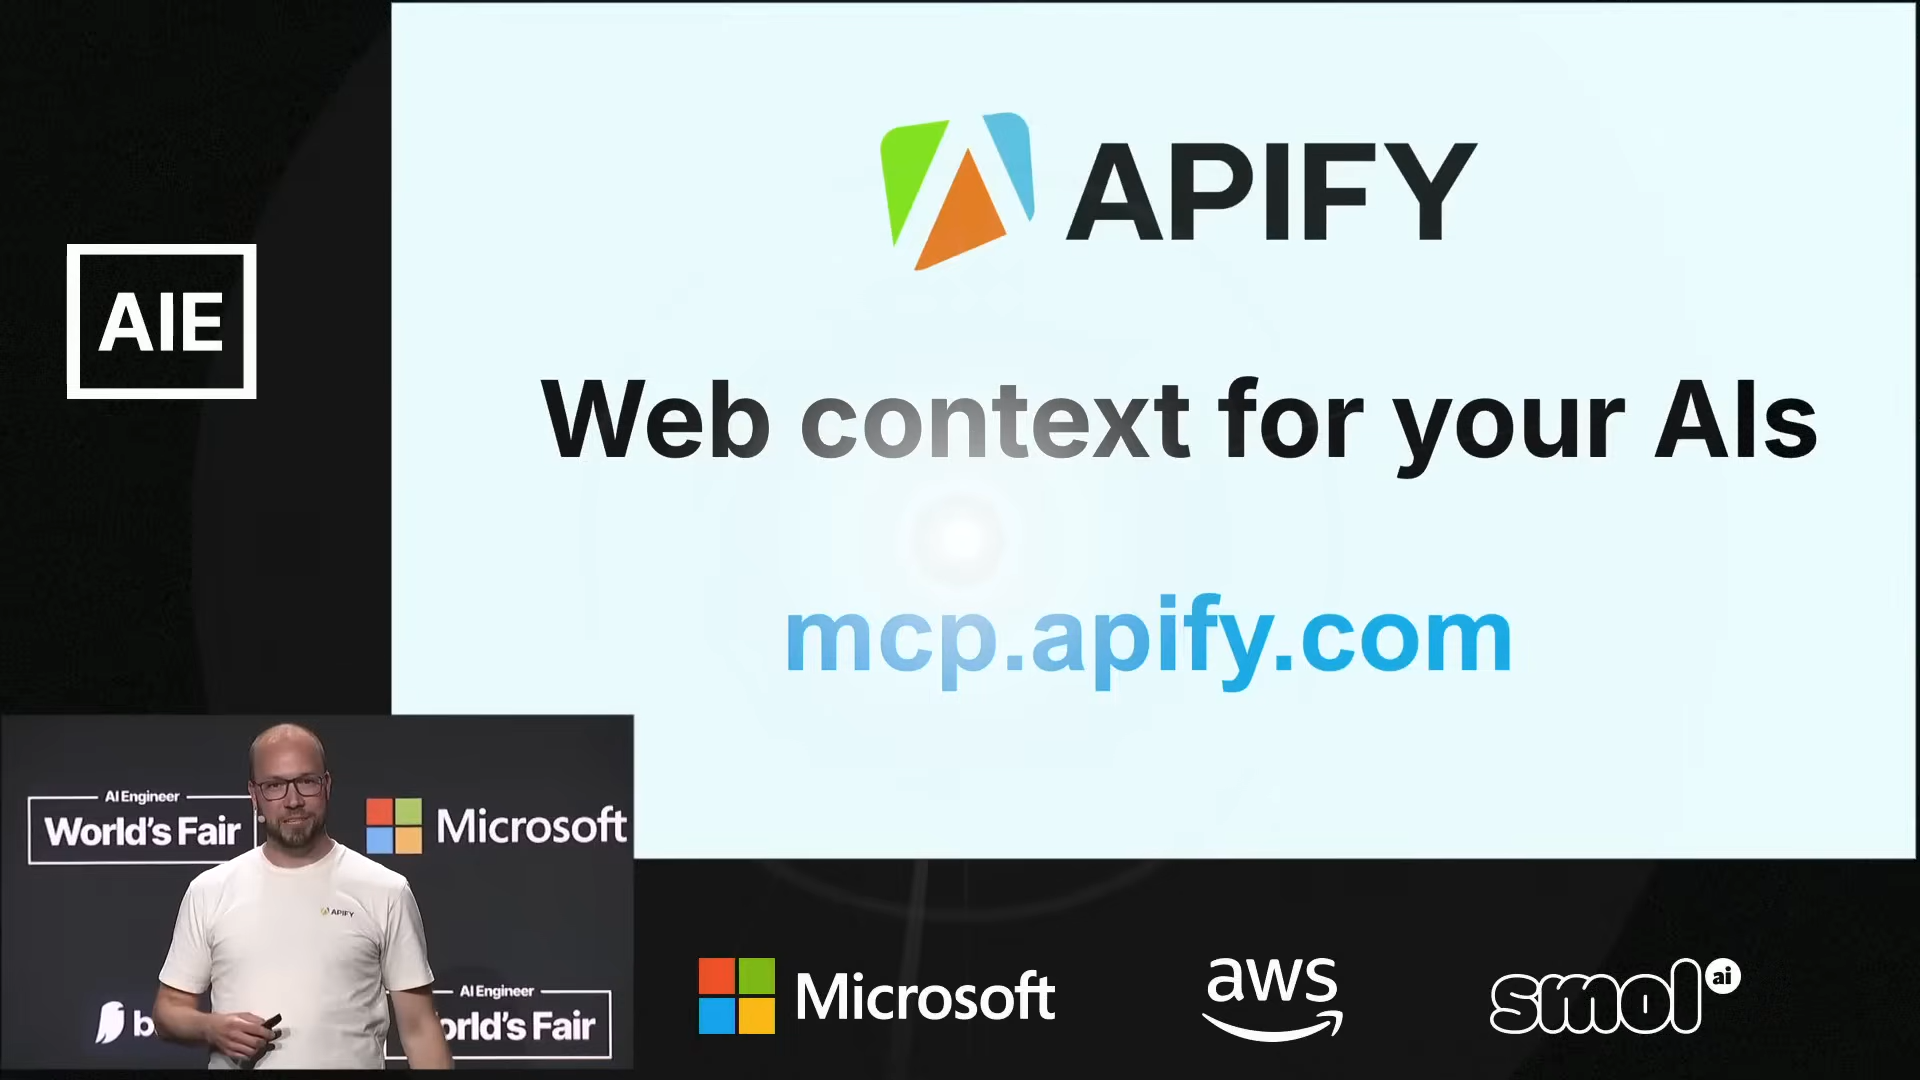 APIFY
AIE
Web context for your AIs
mcp.apify.com
AI Engineer
World's Fair
Microsoft
APIFY
AI Engineer
orld's Fair
b
Microsoft
aws
smol ai